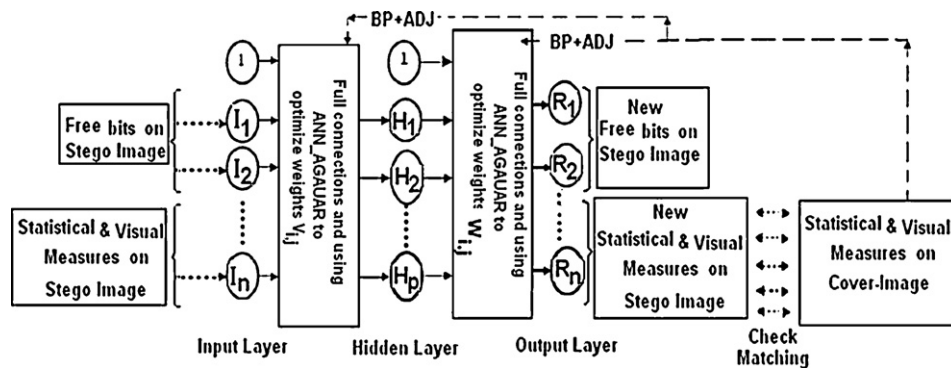 BP+ADJ
BP+ADJ
1
1
Free bits on
Stego Image
I1
I2
In
Statistical & Visual
Measures on
Stego Image
Full connections and using
ANN_AGAUAR to
optimize weights Vi,j
H1
H2
Hp
Full connections and using
ANN_AGAUAR to
optimize weights Wi,j
R1
R2
Rn
New
Free bits on
Stego Image
New
Statistical & Visual
Measures on
Stego Image
Statistical & Visual
Measures on
Cover-Image
Input Layer
Hidden Layer
Output Layer
Check
Matching